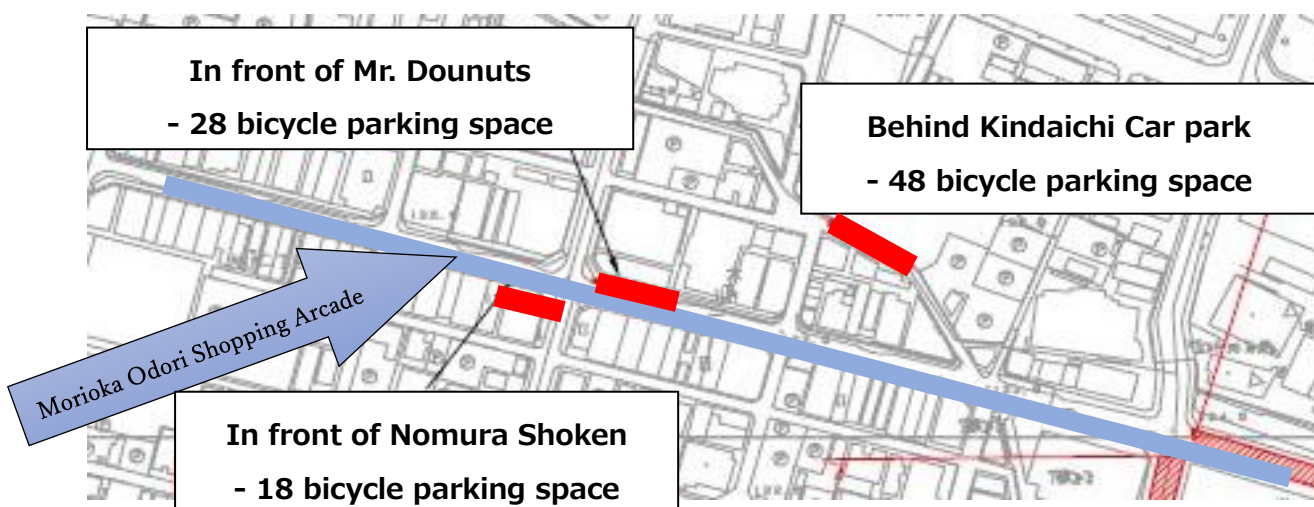 In front of Mr. Dounuts
- 28 bicycle parking space
Behind Kindaichi Car park
- 48 bicycle parking space
Morioka Odori Shopping Arcade
In front of Nomura Shoken
- 18 bicycle parking space